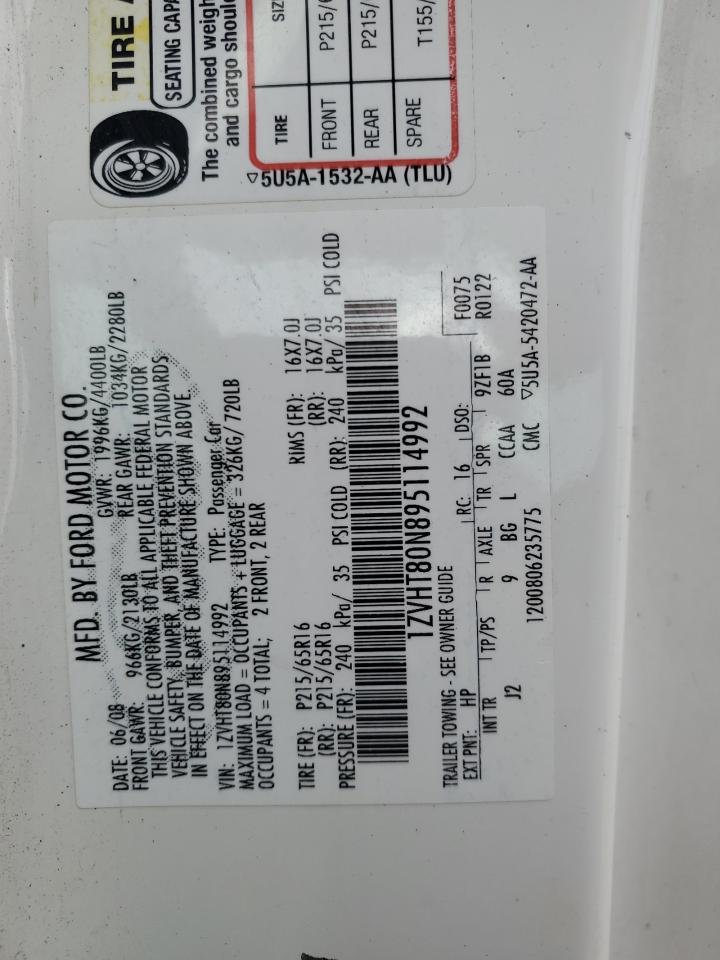 MFD. BY FORD MOTOR CO.
DATE: 06/08 GVWR: 1996KG/4400LB
FRONT GAWR: 966KG/2130LB REAR GAWR: 1034KG/2280LB
THIS VEHICLE CONFORMS TO ALL APPLICABLE FEDERAL MOTOR
VEHICLE SAFETY, BUMPER, AND THEFT PREVENTION STANDARDS
IN EFFECT ON THE DATE OF MANUFACTURE SHOWN ABOVE.
VIN: 1ZVHT80N895114992 TYPE: Passenger Car
MAXIMUM LOAD = OCCUPANTS + LUGGAGE = 326KG/ 720LB
OCCUPANTS = 4 TOTAL; 2 FRONT, 2 REAR
TIRE (FR): P215/65R16 RIMS (FR): 16X7.0J
(RR): P215/65R16 (RR): 16X7.0J
PRESSURE (FR): 240 kPa/ 35 PSI COLD (RR): 240 kPa/ 35 PSI COLD
1ZVHT80N895114992
TRAILER TOWING - SEE OWNER GUIDE F0075
EXT PNT: HP RC: 16 DSO: R0122
INT TR TP/PS R AXLE TR SPR 9ZF1B
J2 9 BG L CCAA 60A
1200806235775 CMC ▽5U5A-5420472-AA
TIRE
SEATING CAPA
The combined weigh
and cargo shoul
TIRE SIZ
FRONT P215/
REAR P215/
SPARE T155/
▽5U5A-1532-AA (TLU)